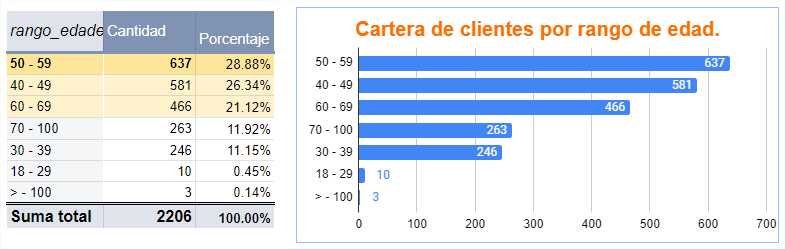 rango_edade Cantidad Porcentaje
50 - 59 637 28.88%
40 - 49 581 26.34%
60 - 69 466 21.12%
70 - 100 263 11.92%
30 - 39 246 11.15%
18 - 29 10 0.45%
> - 100 3 0.14%
Suma total 2206 100.00%
Cartera de clientes por rango de edad.
50 - 59 637
40 - 49 581
60 - 69 466
70 - 100 263
30 - 39 246
18 - 29 10
> - 100 3
0 100 200 300 400 500 600 700